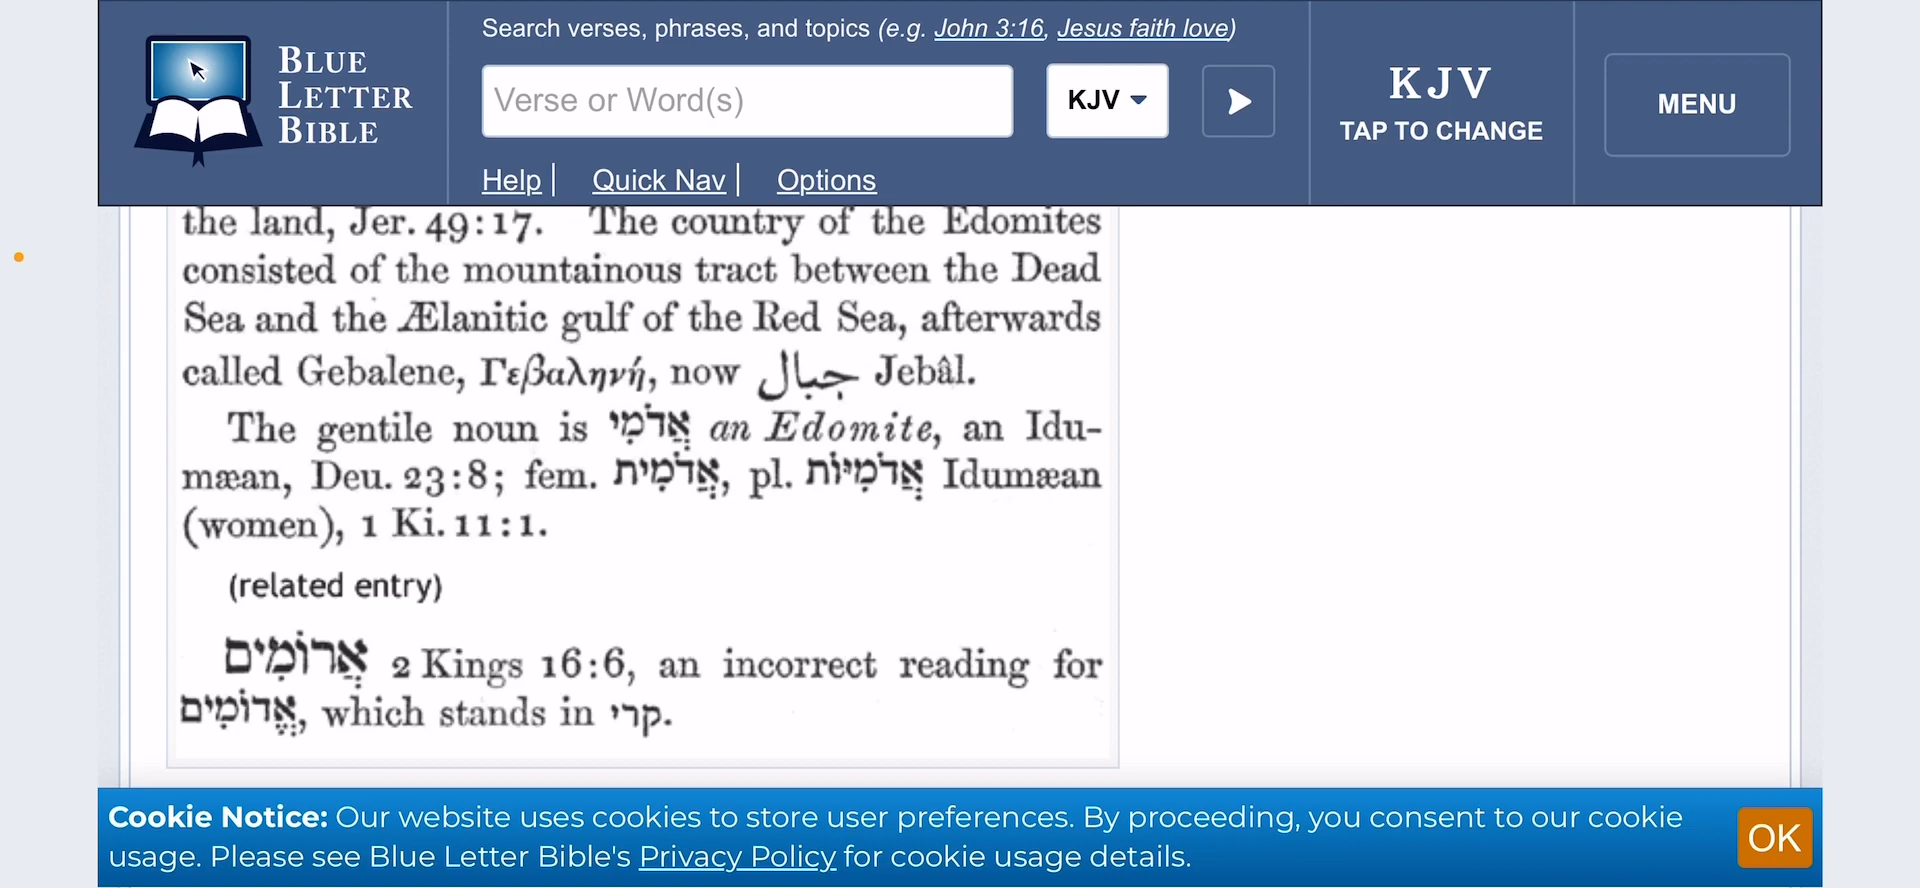 BLUE
LETTER
BIBLE
Search verses, phrases, and topics (e.g. John 3:16, Jesus faith love)
Verse or Word(s)
KJV
KJV
TAP TO CHANGE
MENU
Help | Quick Nav | Options
the land, Jer. 49:17. The country of the Edomites
consisted of the mountainous tract between the Dead
Sea and the Ælanitic gulf of the Red Sea, afterwards
called Gebalene, Γεβαληνή, now جبال Jebâl.
The gentile noun is אֲדֹמִי an Edomite, an Idu-
mæan, Deu. 23:8; fem. אֲדֹמִית, pl. אֲדֹמִיּוֹת Idumæan
(women), 1 Ki. 11:1.
(related entry)
אֲרוֹמִים 2 Kings 16:6, an incorrect reading for
אֱדוֹמִים, which stands in קרי.
Cookie Notice: Our website uses cookies to store user preferences. By proceeding, you consent to our cookie
usage. Please see Blue Letter Bible's Privacy Policy for cookie usage details.
OK